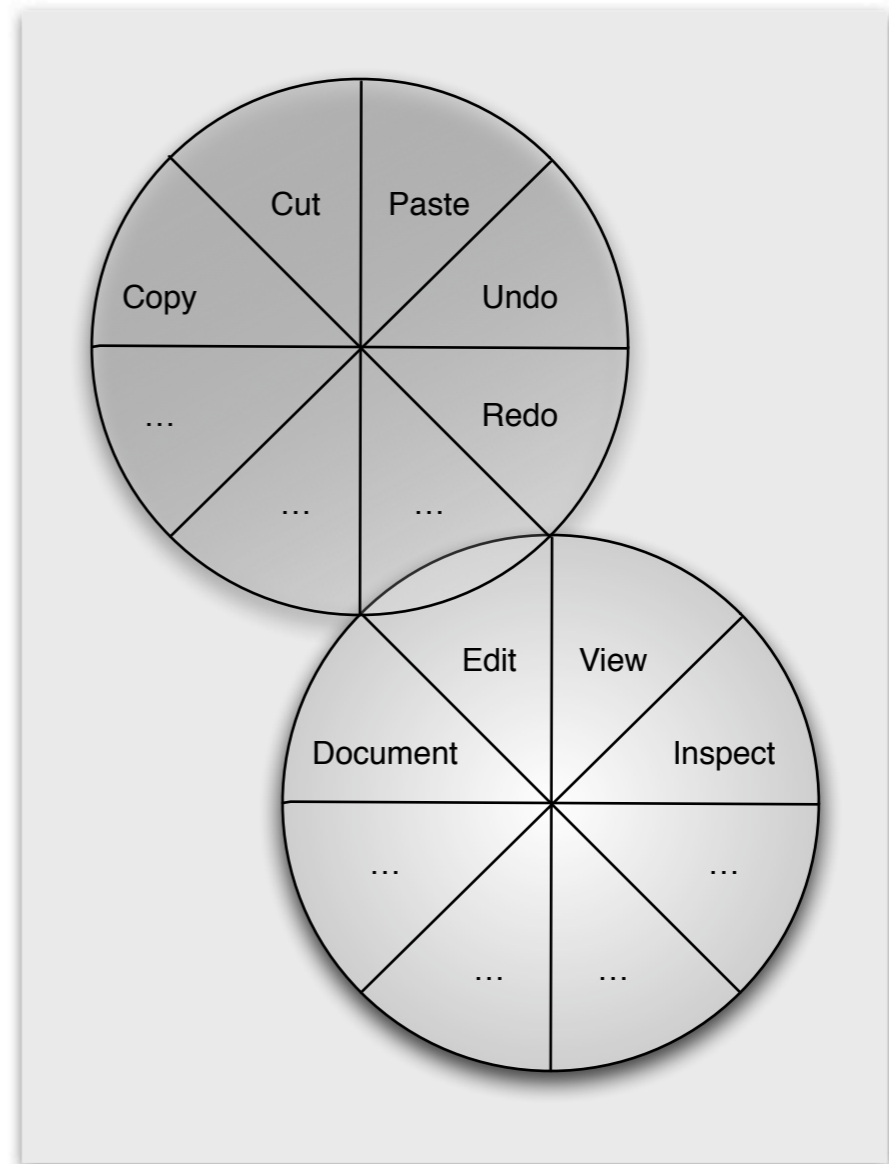 Cut Paste
Copy Undo
… Redo
… …
Edit View
Document Inspect
… …
… …